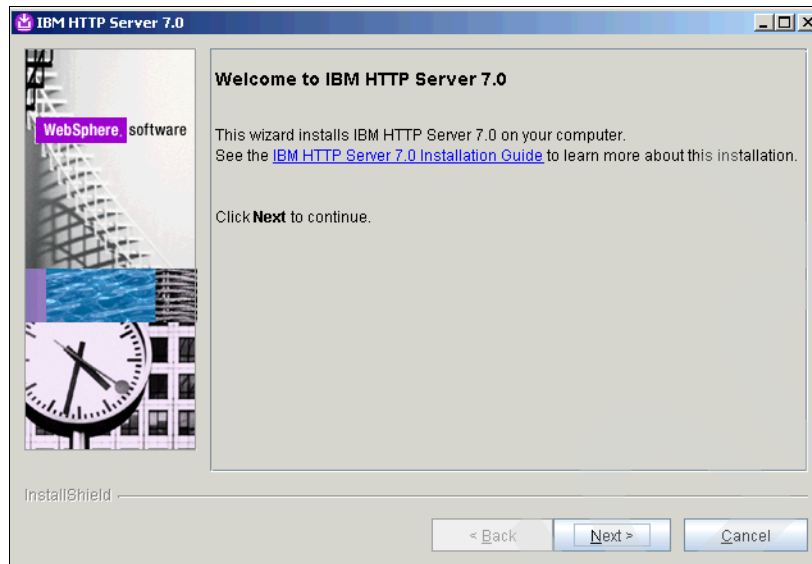 IBM HTTP Server 7.0
WebSphere. software
Welcome to IBM HTTP Server 7.0
This wizard installs IBM HTTP Server 7.0 on your computer.
See the IBM HTTP Server 7.0 Installation Guide to learn more about this installation.
Click Next to continue.
InstallShield
< Back
Next >
Cancel